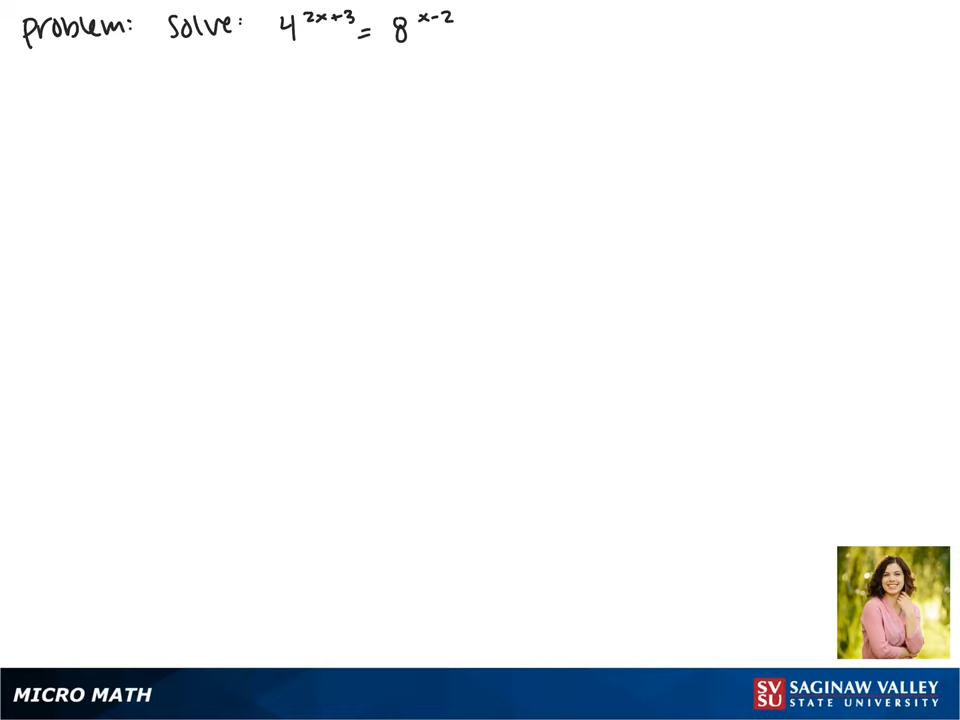 Problem: Solve: 4^(2x+3) = 8^(x-2)
MICRO MATH
SV
SU
SAGINAW VALLEY
STATE UNIVERSITY